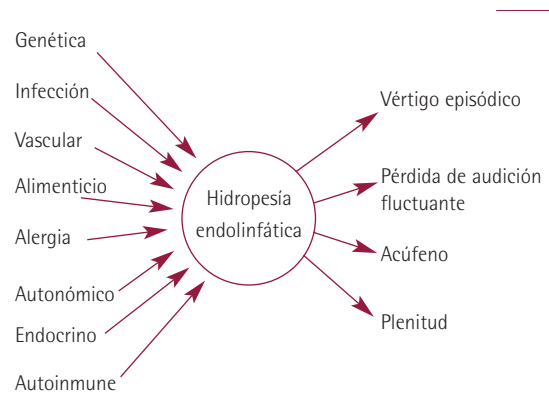 Genética
Infección
Vascular
Alimenticio
Alergia
Autonómico
Endocrino
Autoinmune
Hidropesía
endolinfática
Vértigo episódico
Pérdida de audición
fluctuante
Acúfeno
Plenitud